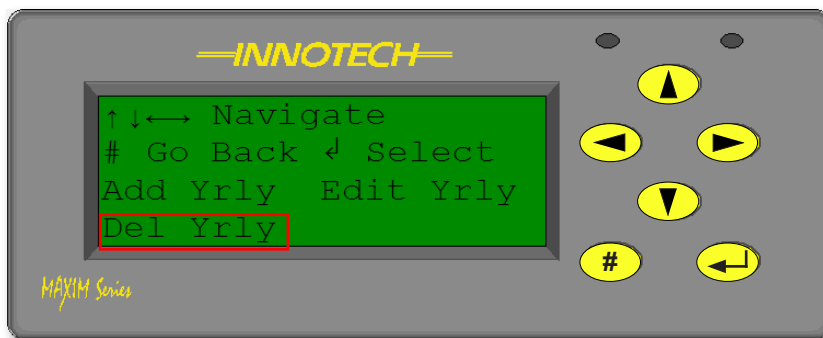 INNOTECH
↑↓←→ Navigate
# Go Back ↲ Select
Add Yrly Edit Yrly
Del Yrly
#
MAXIM Series